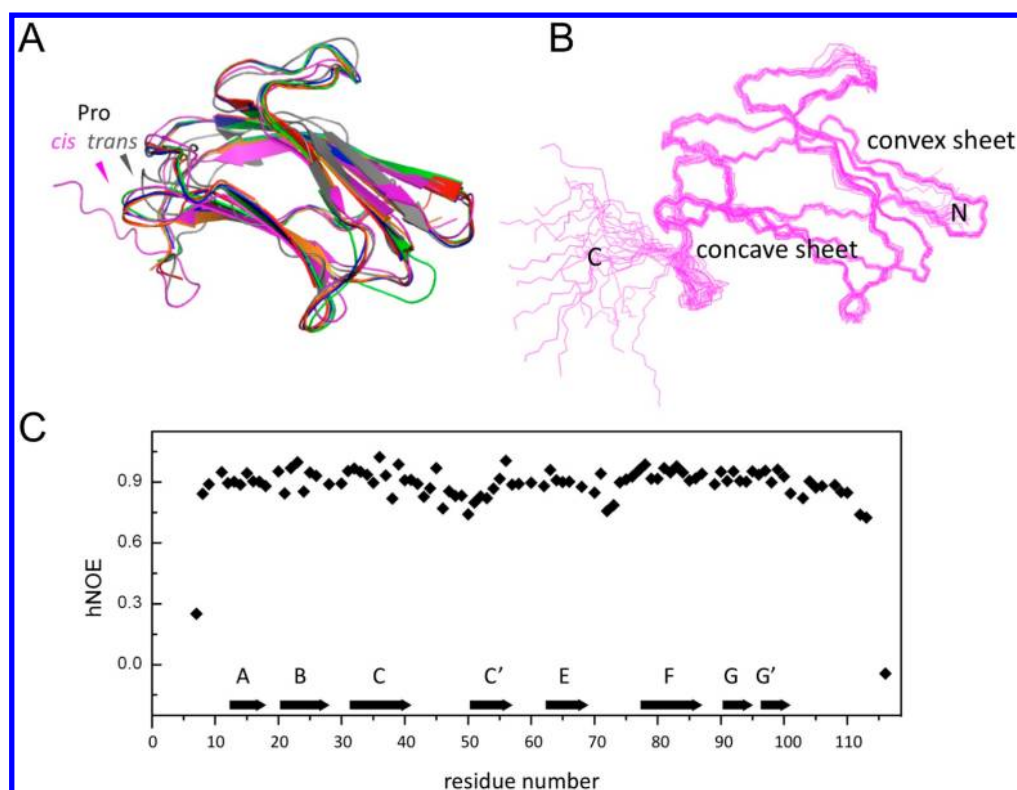 A
B
Pro
cis trans
convex sheet
N
concave sheet
C
C
hNOE
0.9
0.6
0.3
0.0
A B C C’ E F G G’
0 10 20 30 40 50 60 70 80 90 100 110
residue number